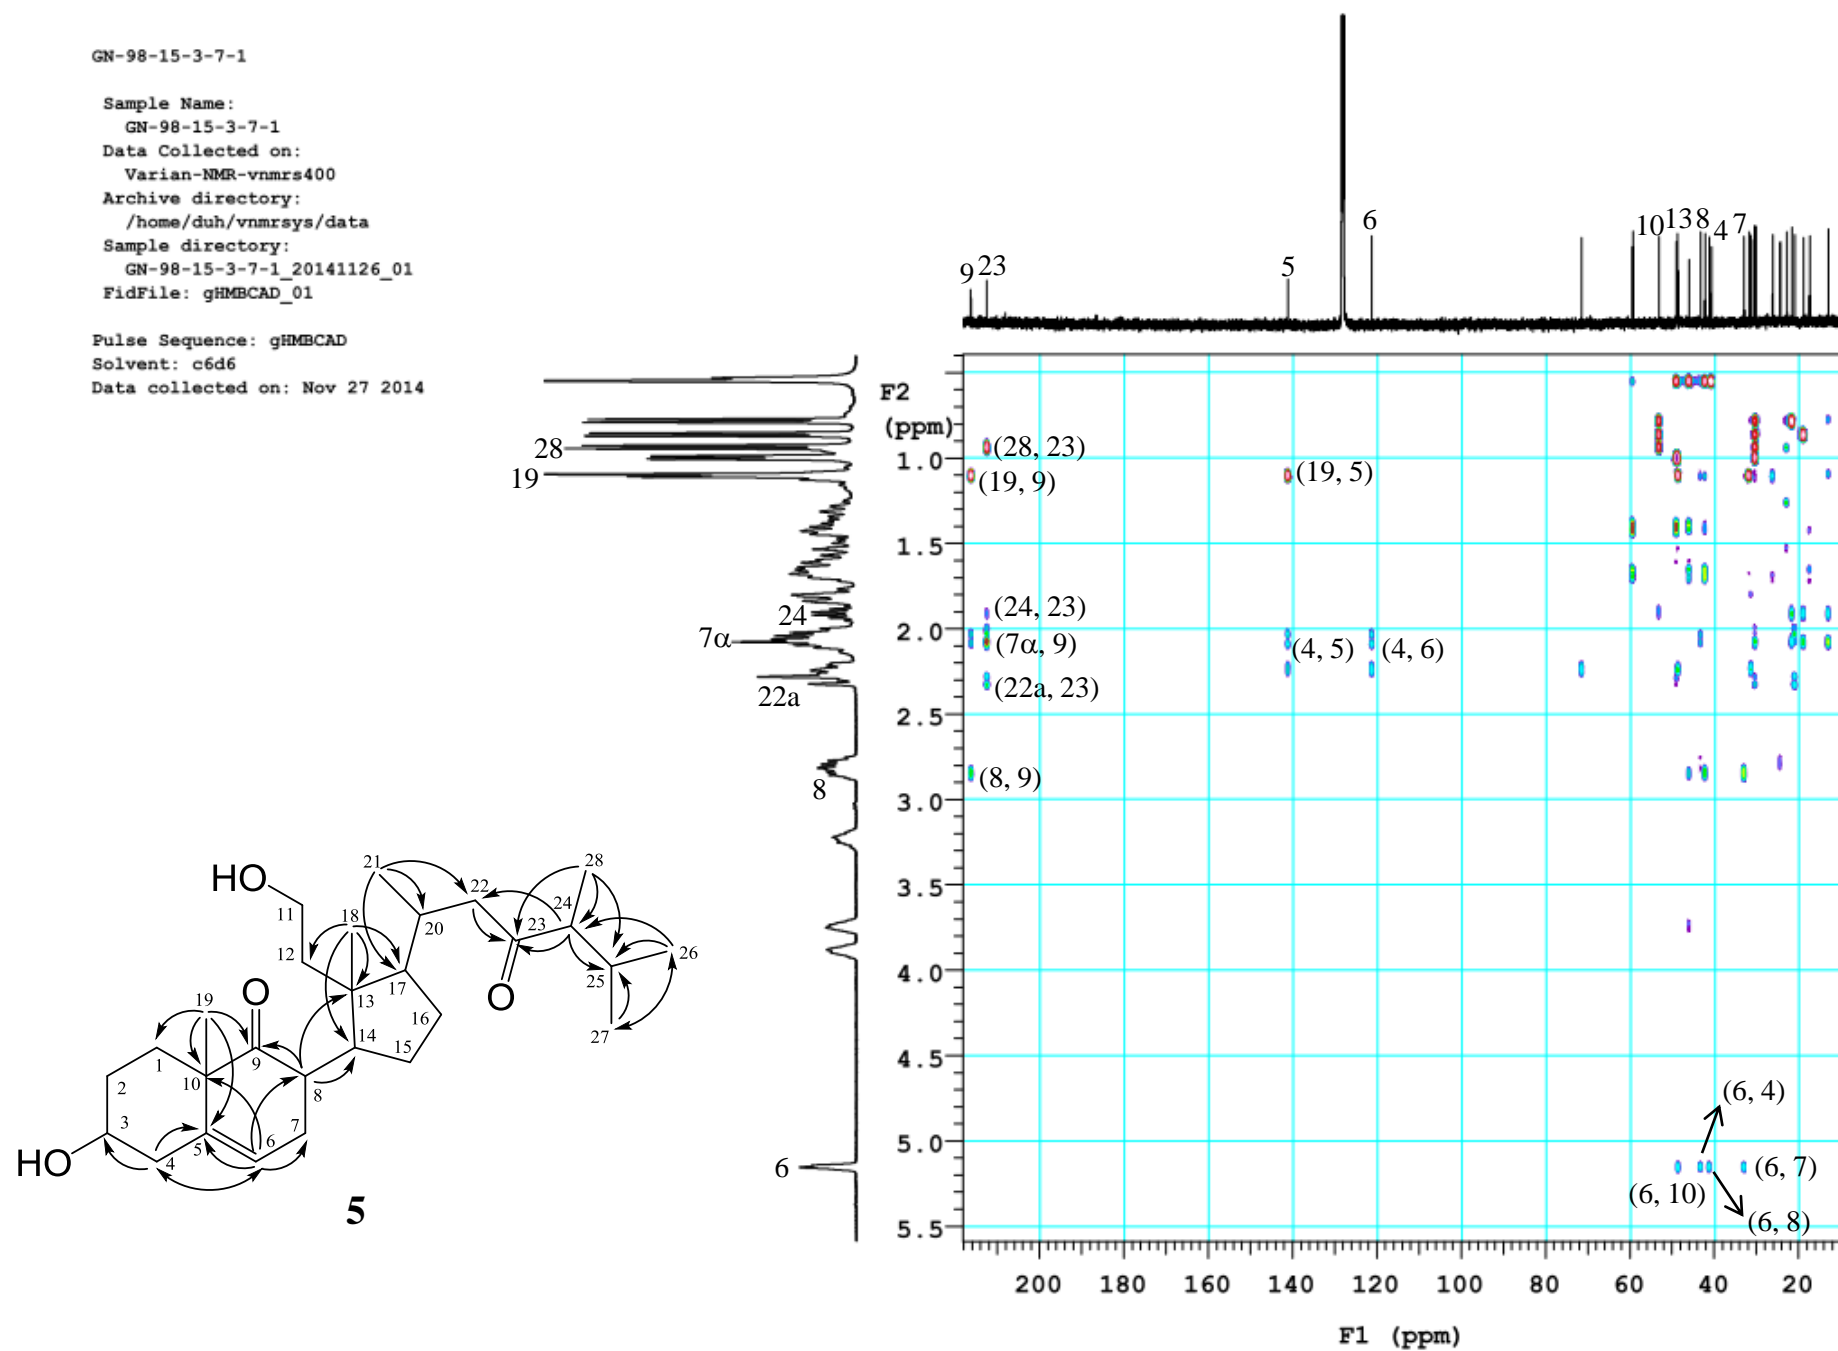 GN-98-15-3-7-1
Sample Name:
GN-98-15-3-7-1
Data Collected on:
Varian-NMR-vnmrs400
Archive directory:
/home/duh/vnmrsys/data
Sample directory:
GN-98-15-3-7-1_20141126_01
FidFile: gHMBCAD_01
Pulse Sequence: gHMBCAD
Solvent: c6d6
Data collected on: Nov 27 2014
9 23
5
6
10 13 8
4
7
F2
(ppm)
28
19
24
7α
22a
8
6
1.0
1.5
2.0
2.5
3.0
3.5
4.0
4.5
5.0
5.5
(28, 23)
(19, 9)
(19, 5)
(24, 23)
(7α, 9)
(4, 5)
(4, 6)
(22a, 23)
(8, 9)
(6, 4)
(6, 7)
(6, 10)
(6, 8)
200 180 160 140 120 100 80 60 40 20
F1 (ppm)
HO
11
12
18
21
22
20
28
24
23
26
25
27
O
O
17
13
16
14
15
19
1
9
10
2
8
3
7
6
5
4
HO
5